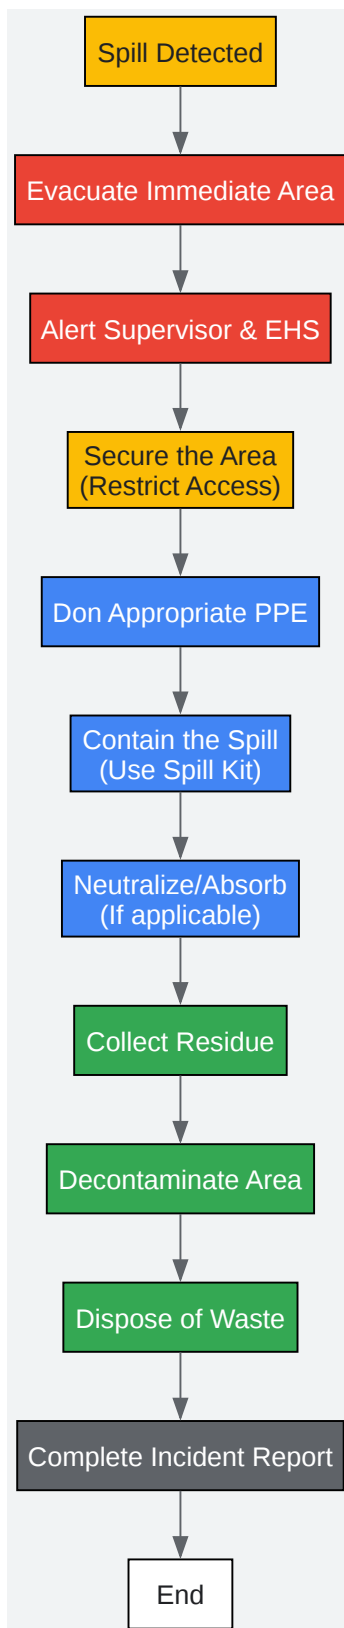 Spill Detected
Evacuate Immediate Area
Alert Supervisor & EHS
Secure the Area
(Restrict Access)
Don Appropriate PPE
Contain the Spill
(Use Spill Kit)
Neutralize/Absorb
(If applicable)
Collect Residue
Decontaminate Area
Dispose of Waste
Complete Incident Report
End